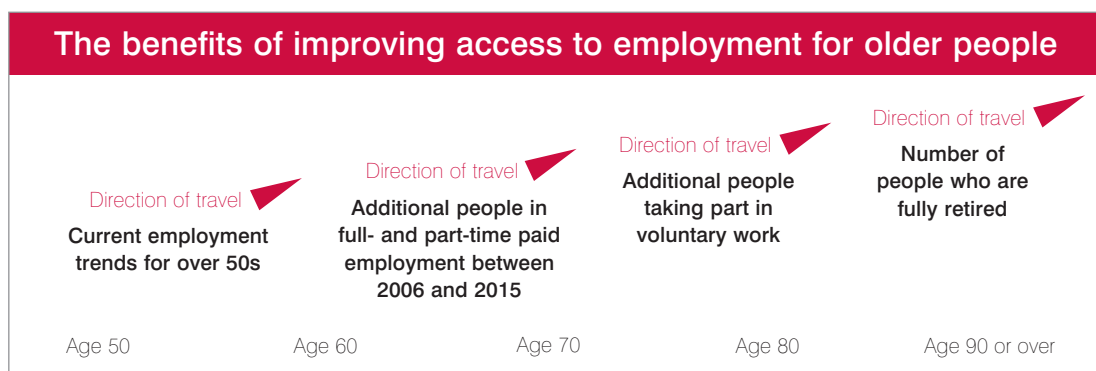 The benefits of improving access to employment for older people
Direction of travel
Current employment
trends for over 50s
Direction of travel
Additional people in
full- and part-time paid
employment between
2006 and 2015
Direction of travel
Additional people
taking part in
voluntary work
Direction of travel
Number of
people who are
fully retired
Age 50
Age 60
Age 70
Age 80
Age 90 or over